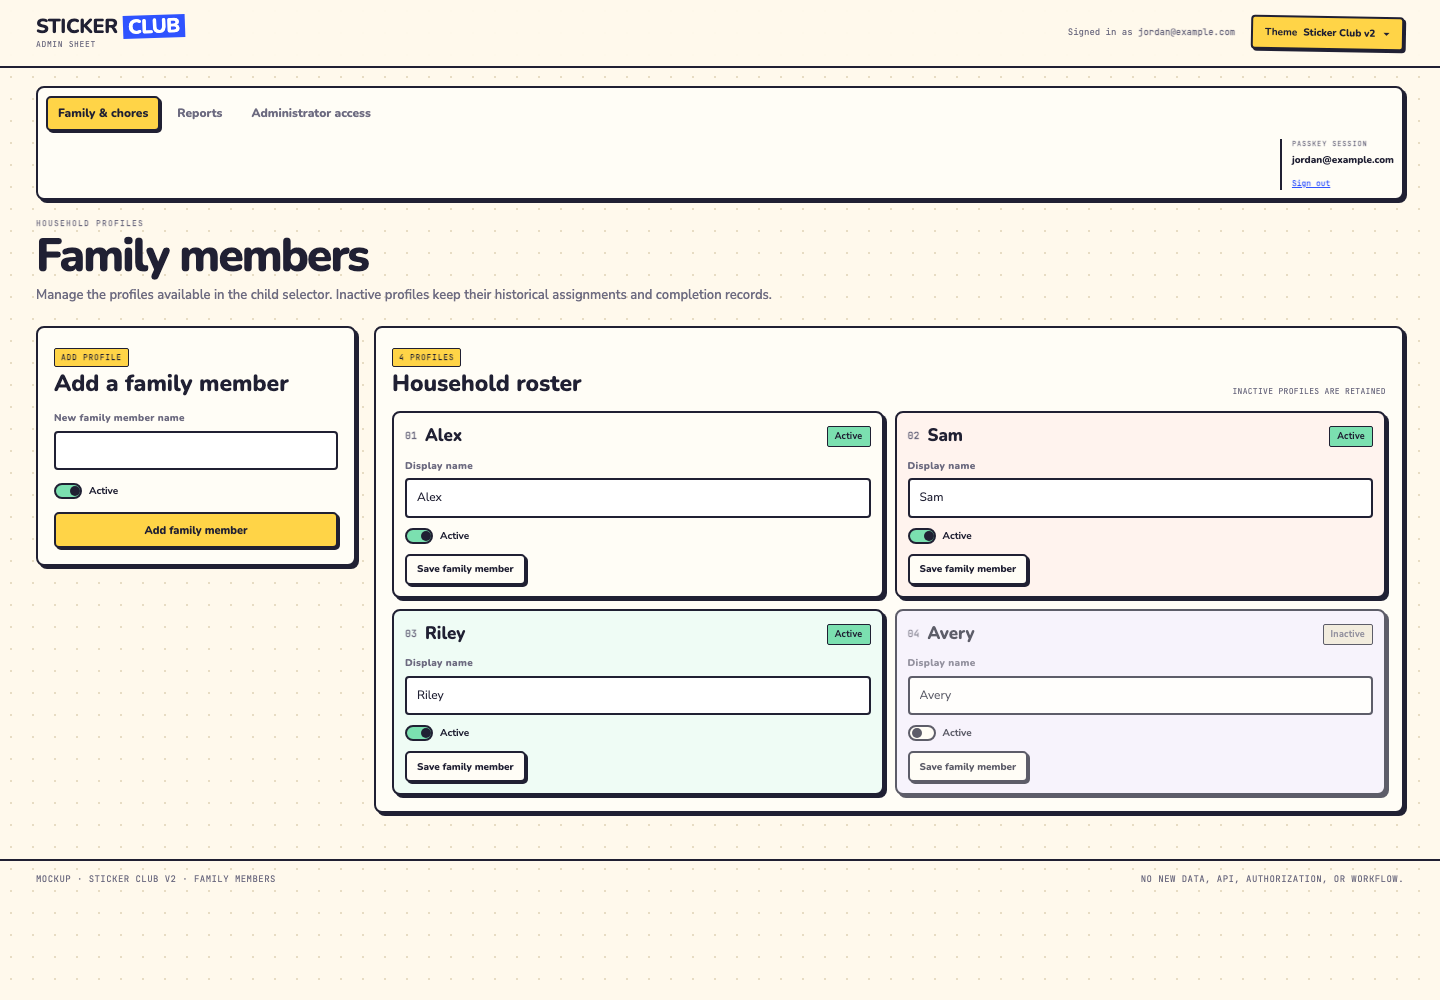 STICKER CLUB
ADMIN SHEET
Signed in as jordan@example.com
Theme Sticker Club v2
Family & chores
Reports
Administrator access
PASSKEY SESSION
jordan@example.com
Sign out
HOUSEHOLD PROFILES
Family members
Manage the profiles available in the child selector. Inactive profiles keep their historical assignments and completion records.
ADD PROFILE
Add a family member
New family member name
Active
Add family member
4 PROFILES
Household roster
INACTIVE PROFILES ARE RETAINED
01 Alex
Active
Display name
Alex
Active
Save family member
02 Sam
Active
Display name
Sam
Active
Save family member
03 Riley
Active
Display name
Riley
Active
Save family member
04 Avery
Inactive
Display name
Avery
Active
Save family member
MOCKUP · STICKER CLUB V2 · FAMILY MEMBERS
NO NEW DATA, API, AUTHORIZATION, OR WORKFLOW.